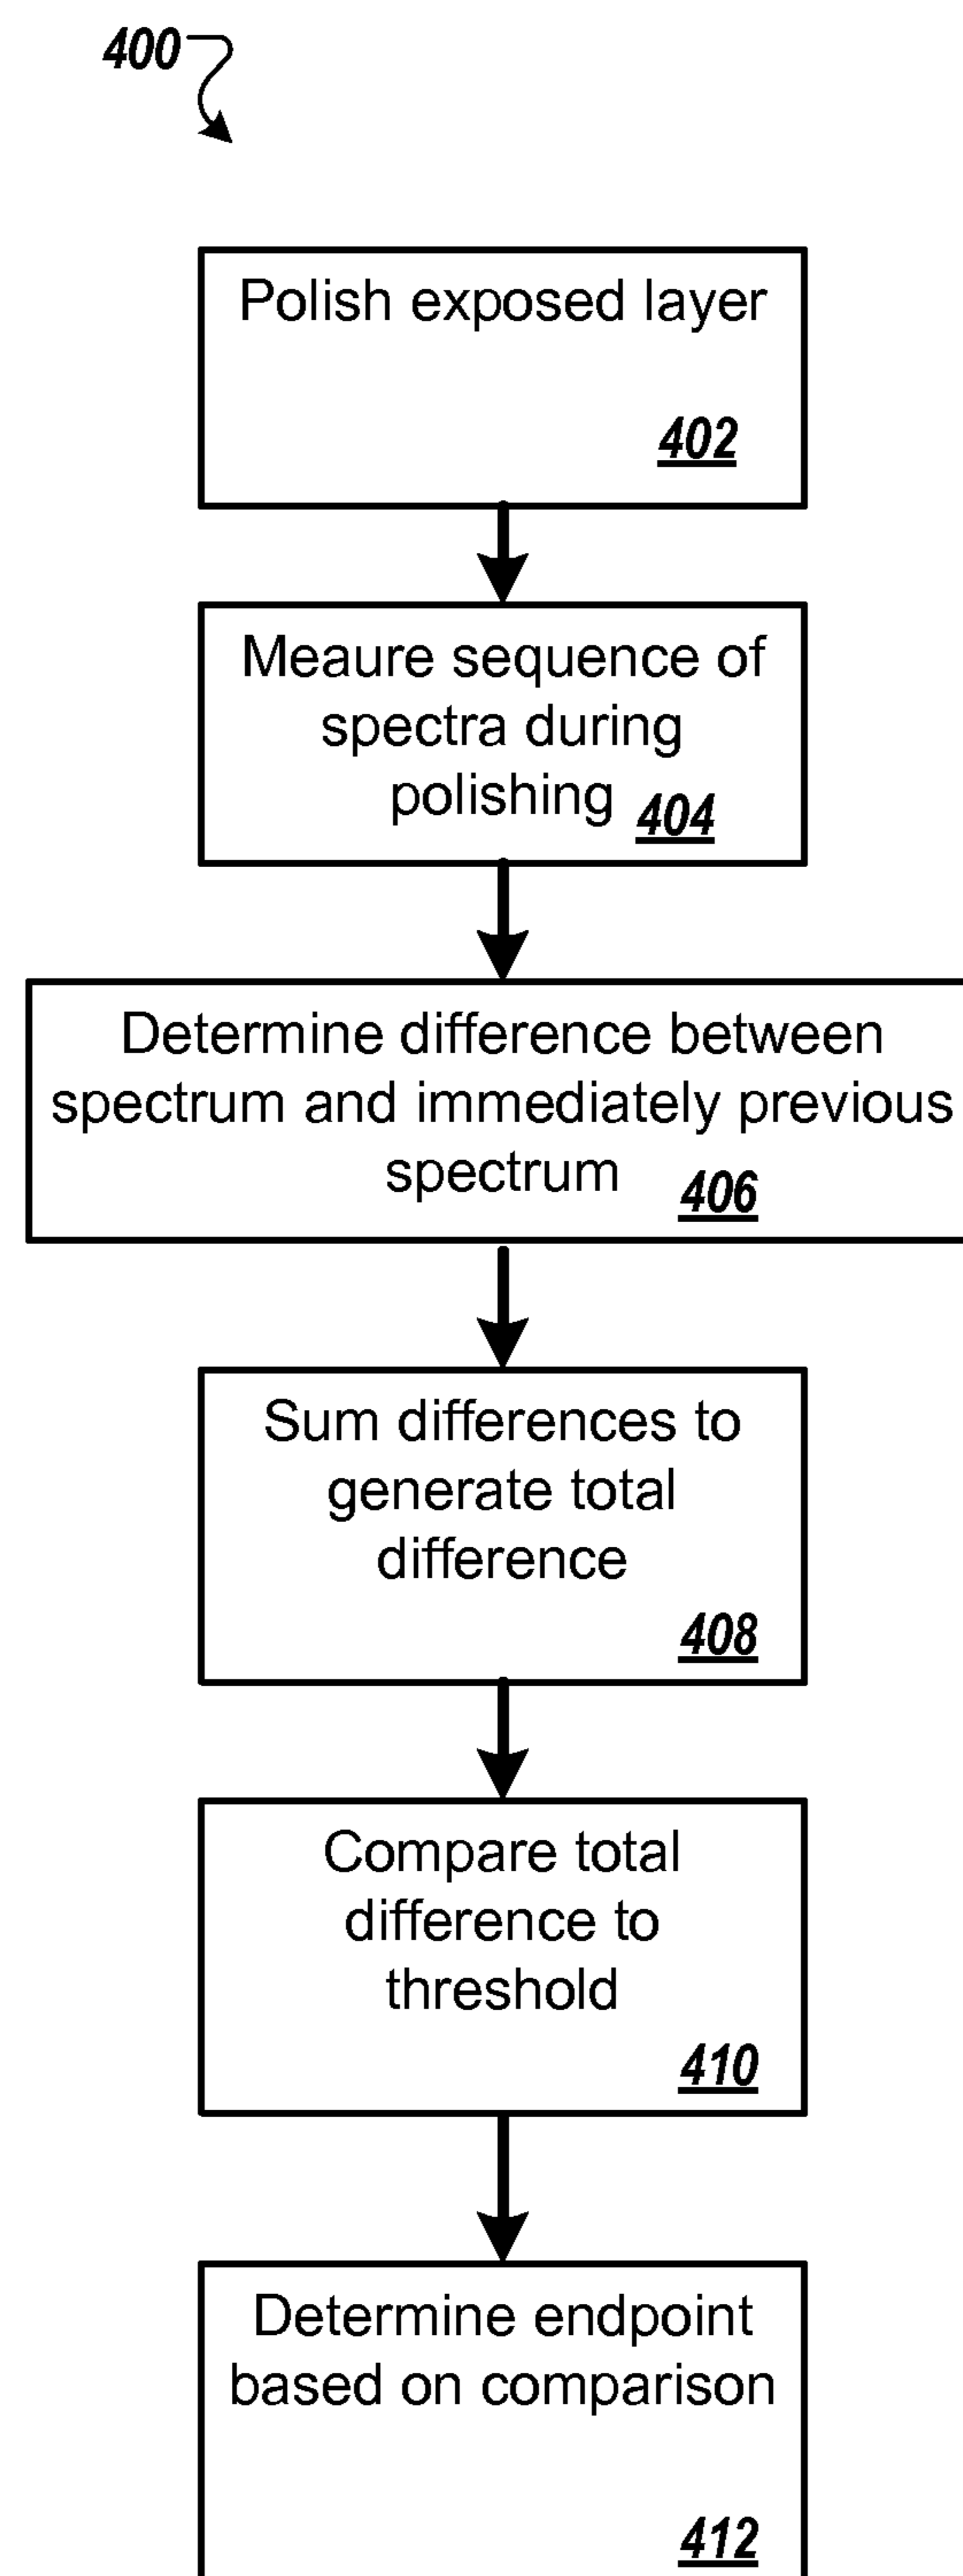 400
Polish exposed layer
402
Meaure sequence of
spectra during
polishing 404
Determine difference between
spectrum and immediately previous
spectrum 406
Sum differences to
generate total
difference
408
Compare total
difference to
threshold
410
Determine endpoint
based on comparison
412